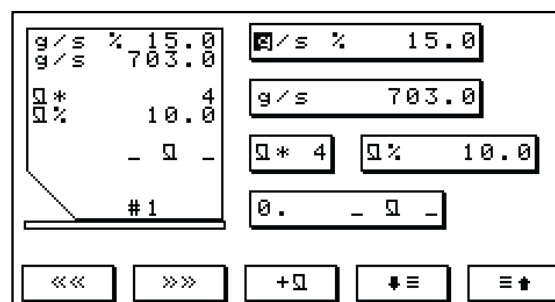 g/s % 15.0
g/s 703.0
Ω* 4
Ω% 10.0
_ Ω _
#1
g/s % 15.0
g/s 703.0
Ω* 4
Ω% 10.0
0. _ Ω _
<< >> +Ω ⬇≡ ≡⬆